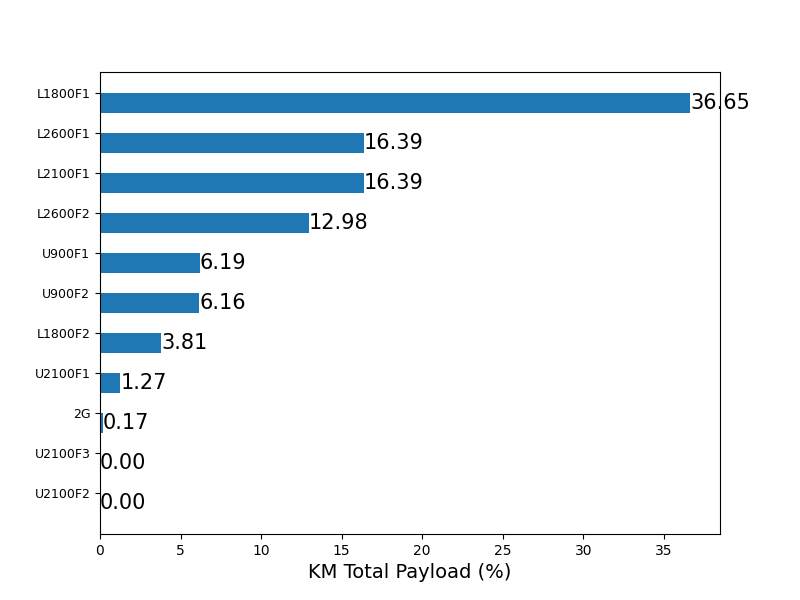 L1800F1 36.65
L2600F1 16.39
L2100F1 16.39
L2600F2 12.98
U900F1 6.19
U900F2 6.16
L1800F2 3.81
U2100F1 1.27
2G 0.17
U2100F3 0.00
U2100F2 0.00
0 5 10 15 20 25 30 35
KM Total Payload (%)